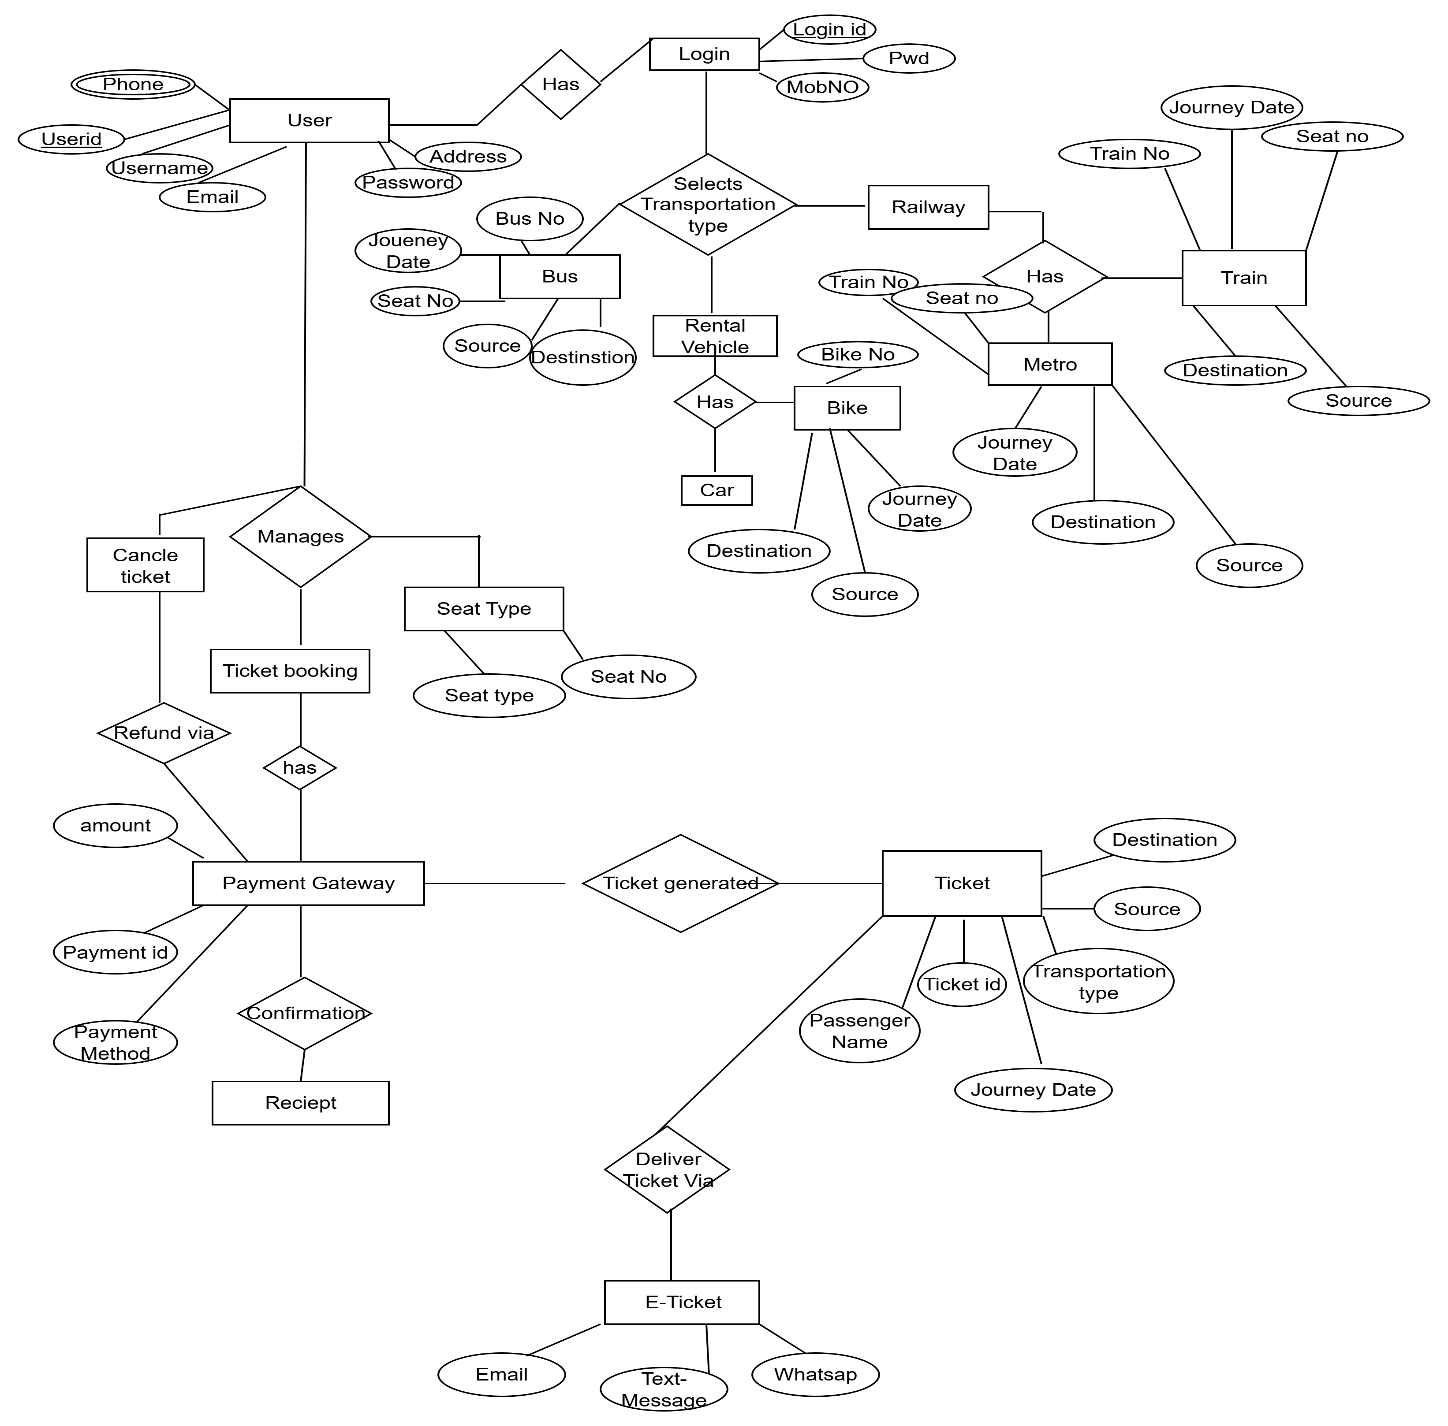 Login id
Login
Pwd
Has
MobNO
Phone
User
Userid
Username
Email
Address
Password
Journey Date
Seat no
Train No
Selects
Transportation
type
Railway
Bus No
Joueney
Date
Bus
Seat No
Source
Destinstion
Has
Train
Train No
Seat no
Rental
Vehicle
Bike No
Metro
Destination
Source
Has
Bike
Journey
Date
Car
Journey
Date
Destination
Destination
Source
Source
Cancle
ticket
Manages
Seat Type
Ticket booking
Seat type
Seat No
Refund via
has
amount
Payment Gateway
Ticket generated
Ticket
Destination
Source
Payment id
Transportation
type
Ticket id
Passenger
Name
Confirmation
Payment
Method
Journey Date
Reciept
Deliver
Ticket Via
E-Ticket
Email
Text-
Message
Whatsap